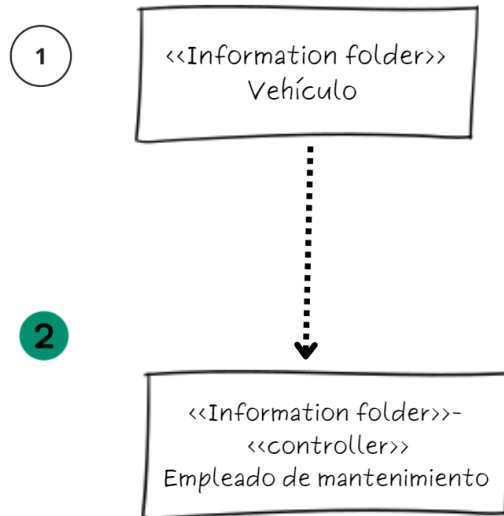 1
<<Information folder>>
Vehículo
2
<<Information folder>>-
<<controller>>
Empleado de mantenimiento